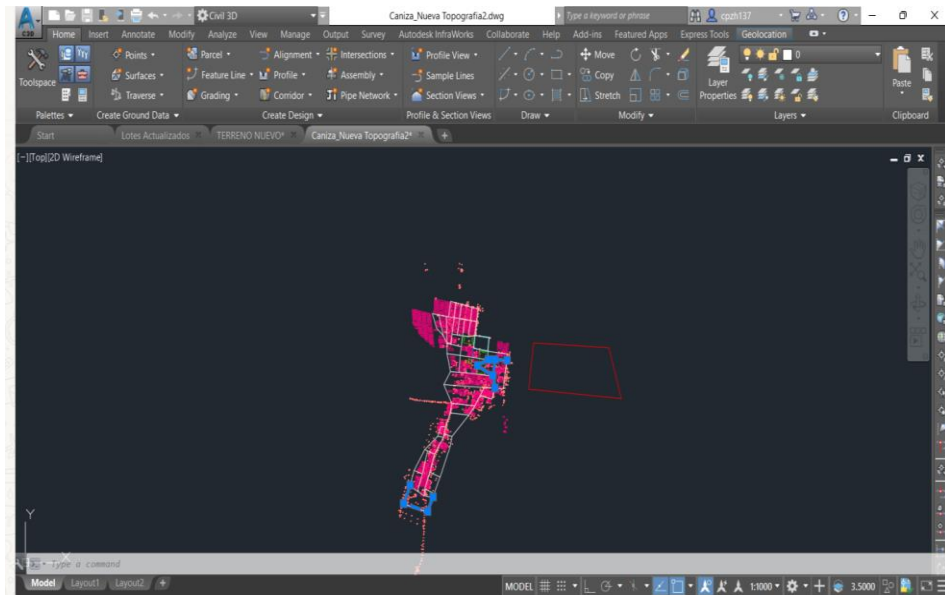 C3D
Civil 3D
Caniza_Nueva Topografia2.dwg
Type a keyword or phrase
cpzh137
Home Insert Annotate Modify Analyze View Manage Output Survey Autodesk InfraWorks Collaborate Help Add-ins Featured Apps Express Tools Geolocation
Toolspace
Points Parcel Alignment Intersections Profile View Move
Surfaces Feature Line Profile Assembly Sample Lines Copy
Traverse Grading Corridor Pipe Network Section Views Stretch
0
Layer Properties
Paste
Palettes Create Ground Data Create Design Profile & Section Views Draw Modify Layers Clipboard
Start Lotes Actualizados TERRENO NUEVO* Caniza_Nueva Topografia2*
[−][Top][2D Wireframe]
Y
X
Type a command
Model Layout1 Layout2 +
MODEL 1:1000 3.5000